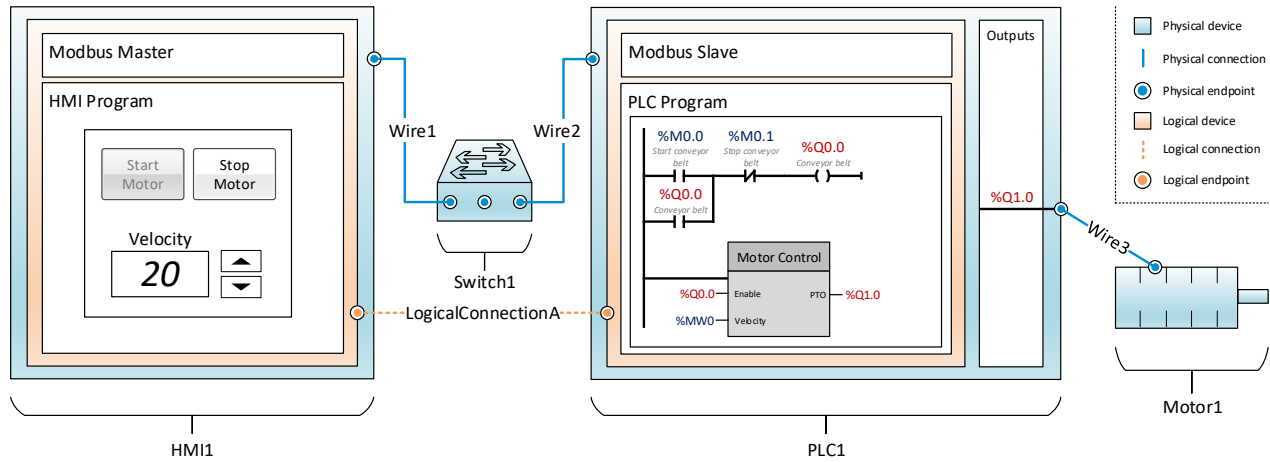 Modbus Master
HMI Program
Start
Motor
Stop
Motor
Velocity
20
HMI1
Wire1
Wire2
Switch1
LogicalConnectionA
Modbus Slave
PLC Program
%M0.0
Start conveyor
belt
%M0.1
Stop conveyor
belt
%Q0.0
Conveyor belt
%Q0.0
Conveyor belt
Motor Control
%Q0.0
Enable
PTO
%Q1.0
%MW0
Velocity
PLC1
Outputs
%Q1.0
Wire3
Motor1
Physical device
Physical connection
Physical endpoint
Logical device
Logical connection
Logical endpoint